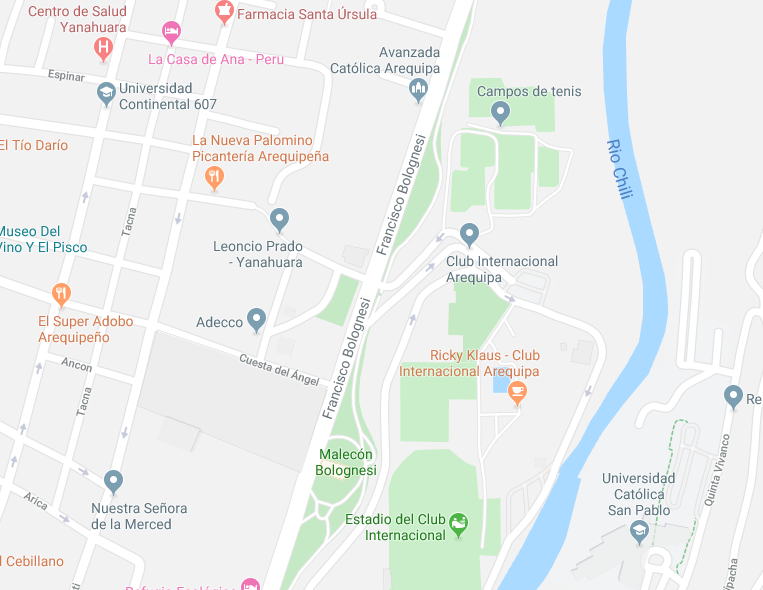 Centro de Salud
Yanahuara
Farmacia Santa Úrsula
La Casa de Ana - Peru
Avanzada
Católica Arequipa
Espinar
Universidad
Continental 607
Campos de tenis
El Tío Darío
La Nueva Palomino
Picantería Arequipeña
Rio Chili
Francisco Bolognesi
Tacna
Museo Del
Vino Y El Pisco
Leoncio Prado
- Yanahuara
Club Internacional
Arequipa
El Super Adobo
Arequipeño
Adecco
Francisco Bolognesi
Cuesta del Ángel
Ancon
Ricky Klaus - Club
Internacional Arequipa
Tacna
Re
Malecón
Bolognesi
Quinta Vivanco
Nuestra Señora
de la Merced
Arica
Universidad
Católica
San Pablo
Estadio del Club
Internacional
l Cebillano